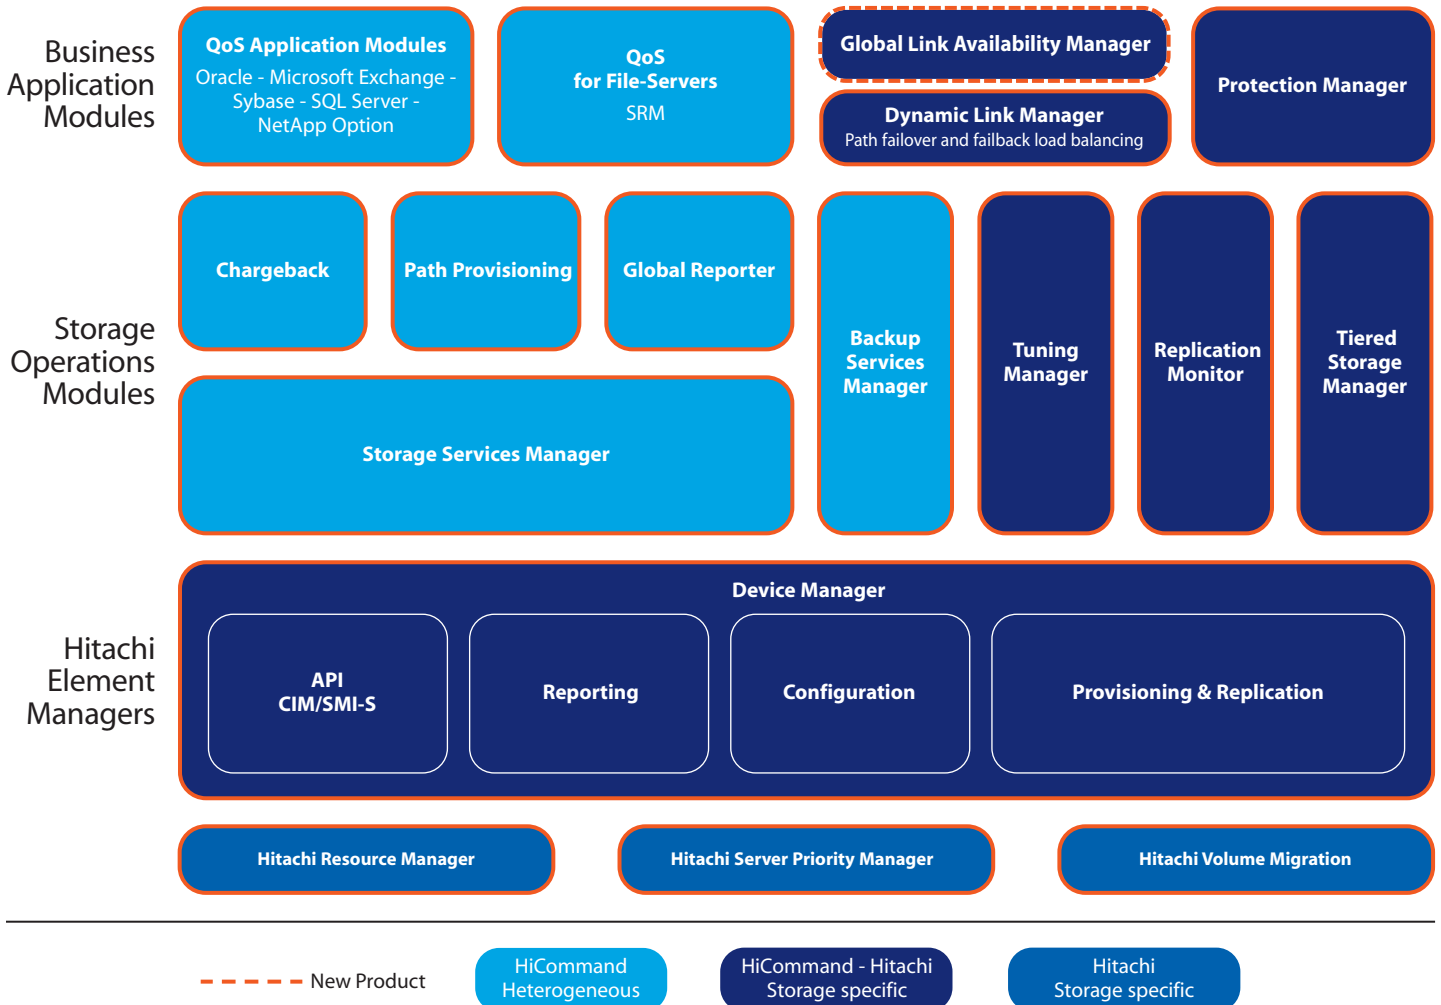 Business
Application
Modules
QoS Application Modules
Oracle - Microsoft Exchange -
Sybase - SQL Server -
NetApp Option
QoS
for File-Servers
SRM
Global Link Availability Manager
Dynamic Link Manager
Path failover and failback load balancing
Protection Manager
Storage
Operations
Modules
Chargeback
Path Provisioning
Global Reporter
Storage Services Manager
Backup
Services
Manager
Tuning
Manager
Replication
Monitor
Tiered
Storage
Manager
Hitachi
Element
Managers
Device Manager
API
CIM/SMI-S
Reporting
Configuration
Provisioning & Replication
Hitachi Resource Manager
Hitachi Server Priority Manager
Hitachi Volume Migration
New Product
HiCommand
Heterogeneous
HiCommand - Hitachi
Storage specific
Hitachi
Storage specific